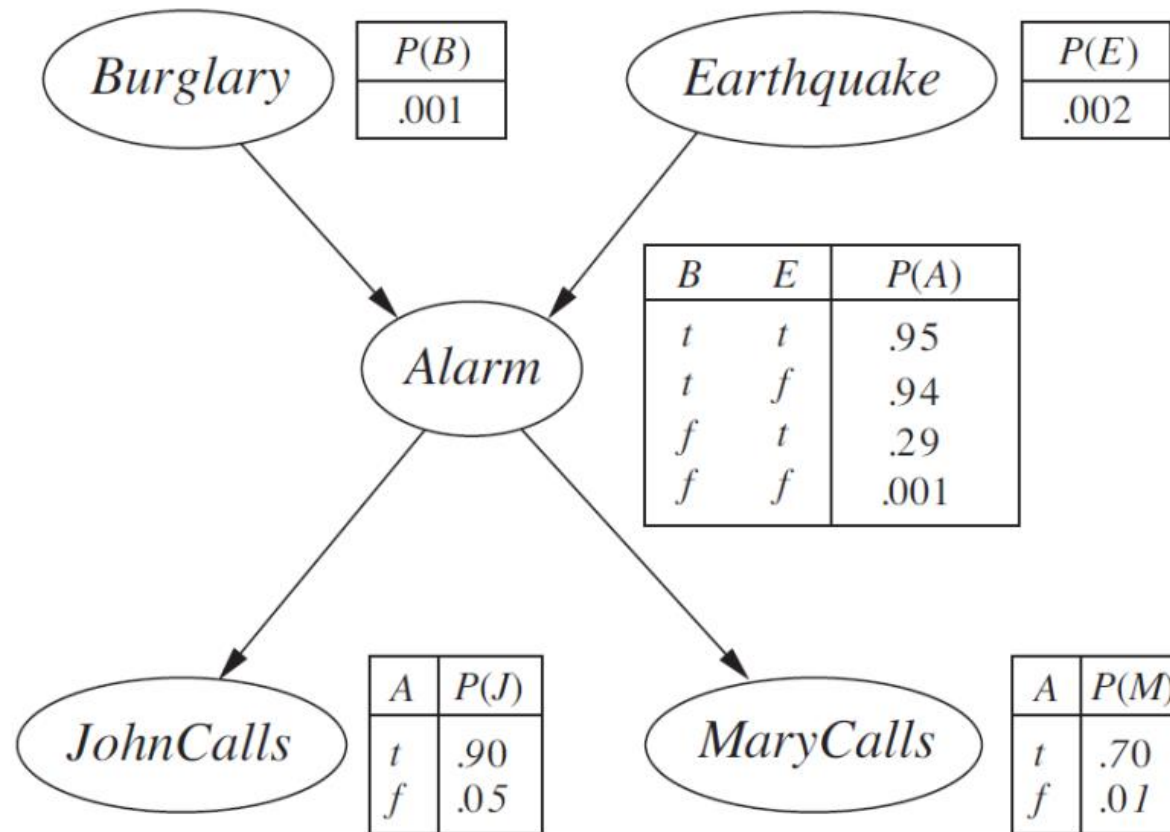 Burglary
P(B)
.001
Earthquake
P(E)
.002
B E P(A)
t t .95
t f .94
f t .29
f f .001
Alarm
JohnCalls
A P(J)
t .90
f .05
MaryCalls
A P(M)
t .70
f .01